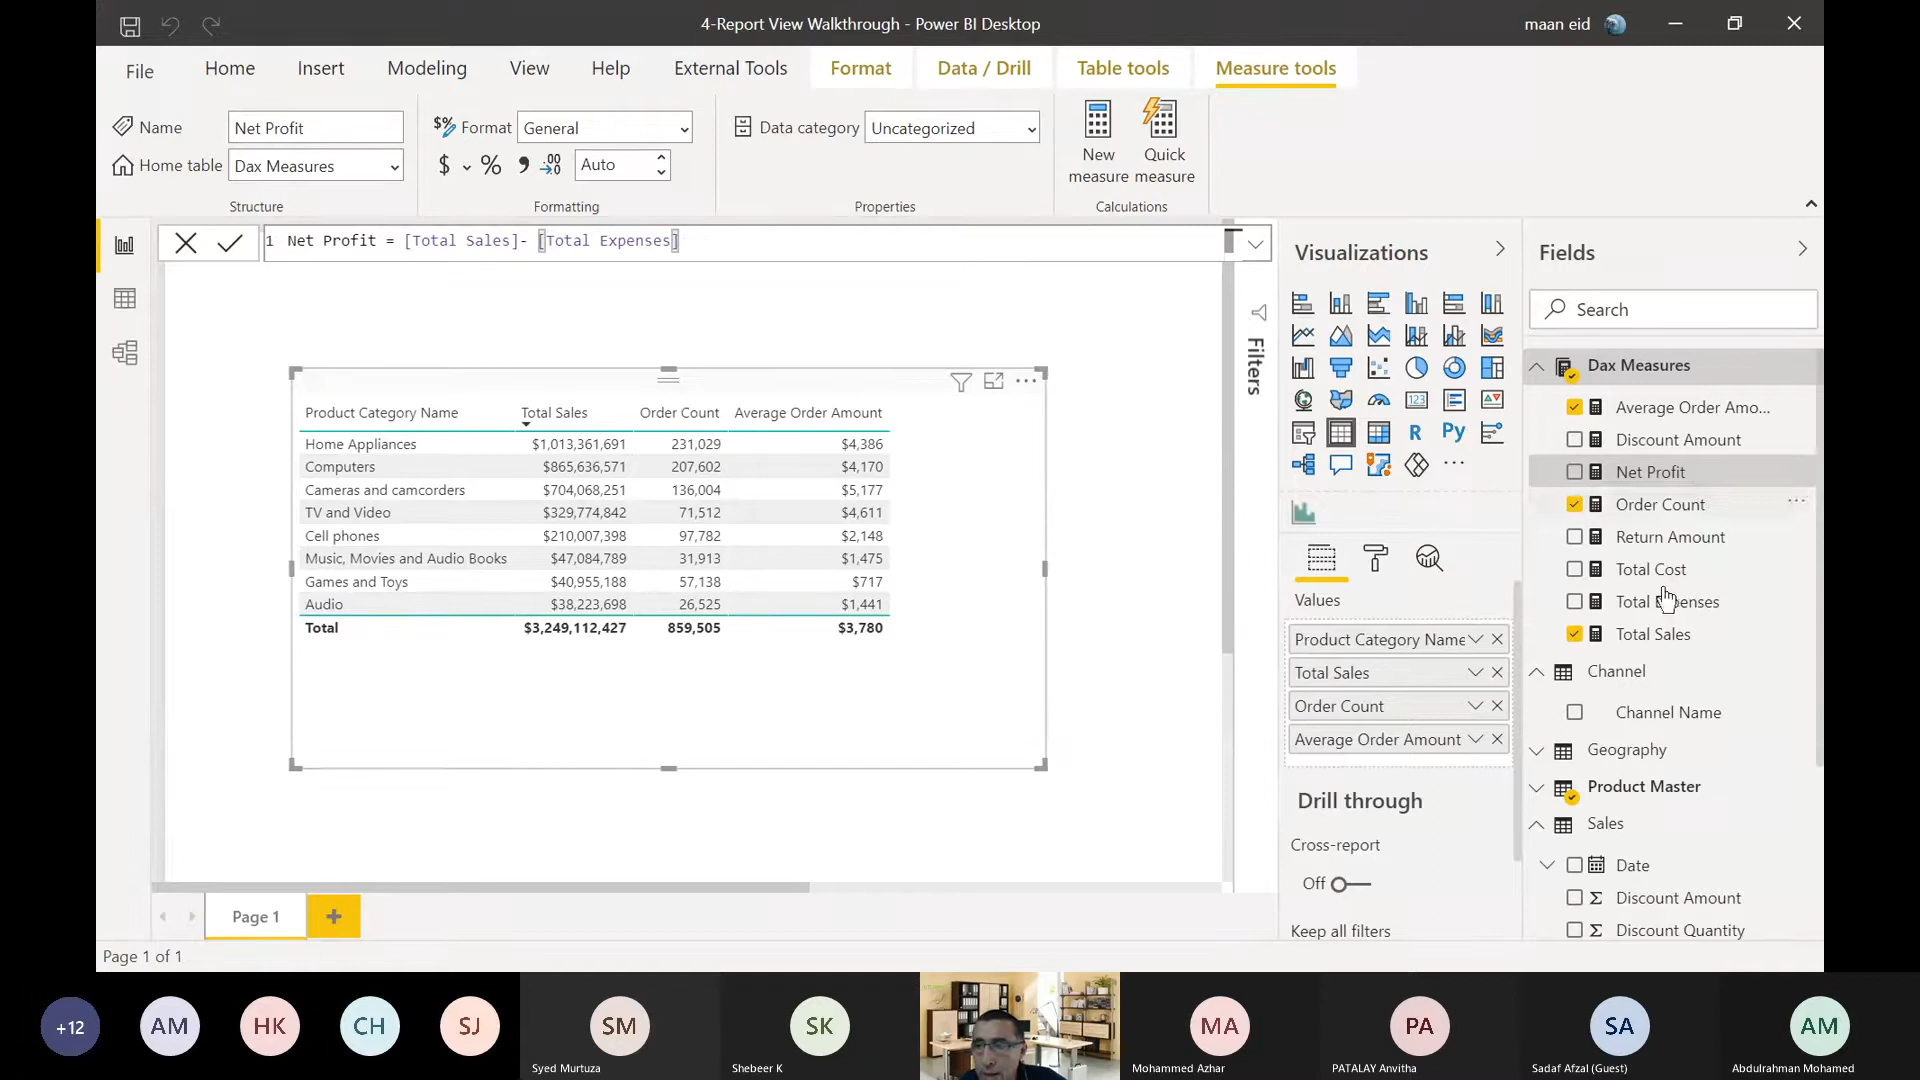 4-Report View Walkthrough - Power BI Desktop
maan eid
File
Home
Insert
Modeling
View
Help
External Tools
Format
Data / Drill
Table tools
Measure tools
Name
Net Profit
Home table
Dax Measures
Structure
$% Format
General
$ % 9 .00
Auto
Formatting
Data category
Uncategorized
Properties
New measure
Quick measure
Calculations
1 Net Profit = [Total Sales]- [Total Expenses]
Product Category Name Total Sales Order Count Average Order Amount
Home Appliances $1,013,361,691 231,029 $4,386
Computers $865,636,571 207,602 $4,170
Cameras and camcorders $704,068,251 136,004 $5,177
TV and Video $329,774,842 71,512 $4,611
Cell phones $210,007,398 97,782 $2,148
Music, Movies and Audio Books $47,084,789 31,913 $1,475
Games and Toys $40,955,188 57,138 $717
Audio $38,223,698 26,525 $1,441
Total $3,249,112,427 859,505 $3,780
Filters
Visualizations
123
R
Py
Values
Product Category Name
Total Sales
Order Count
Average Order Amount
Drill through
Cross-report
Off
Keep all filters
Fields
Search
Dax Measures
Average Order Amo...
Discount Amount
Net Profit
Order Count
Return Amount
Total Cost
Total Expenses
Total Sales
Channel
Channel Name
Geography
Product Master
Sales
Date
Discount Amount
Discount Quantity
Page 1
Page 1 of 1
+12
AM
HK
CH
SJ
SM
Syed Murtuza
SK
Shebeer K
MA
Mohammed Azhar
PA
PATALAY Anvitha
SA
Sadaf Afzal (Guest)
AM
Abdulrahman Mohamed